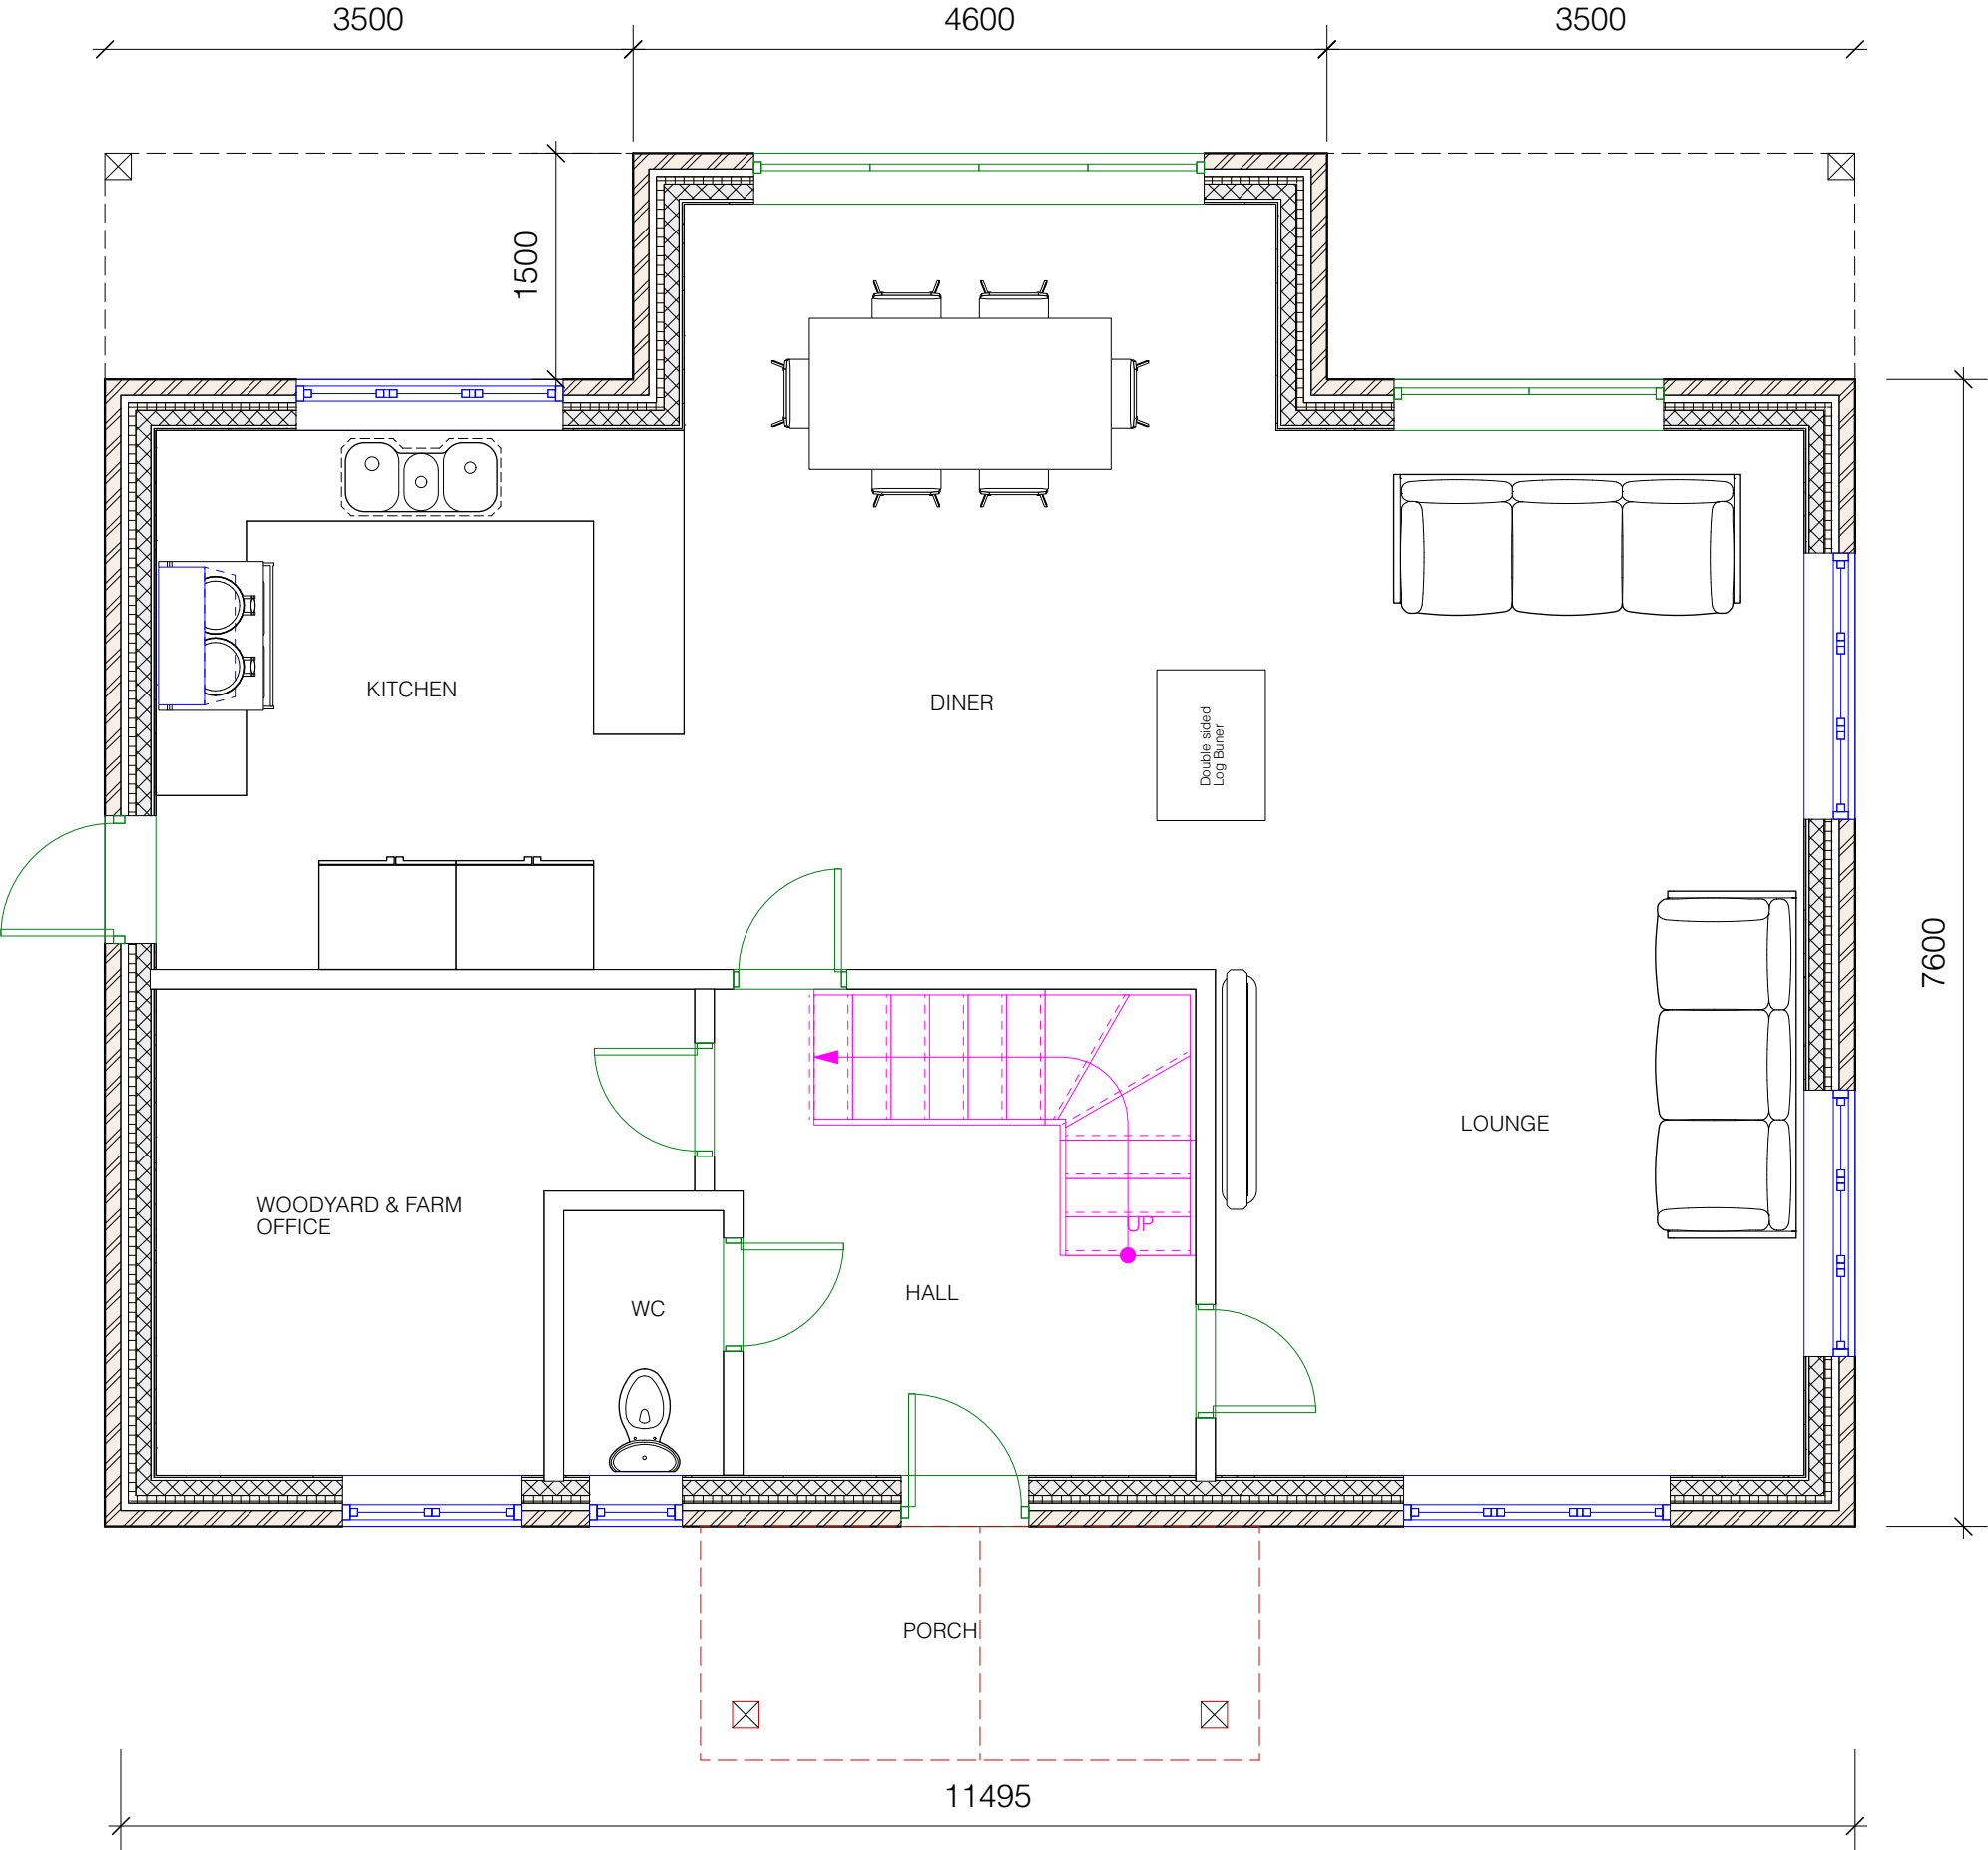 3500
4600
3500
1500
KITCHEN
DINER
Double sided
Log Buner
7600
LOUNGE
WOODYARD & FARM
OFFICE
UP
HALL
WC
PORCH
11495